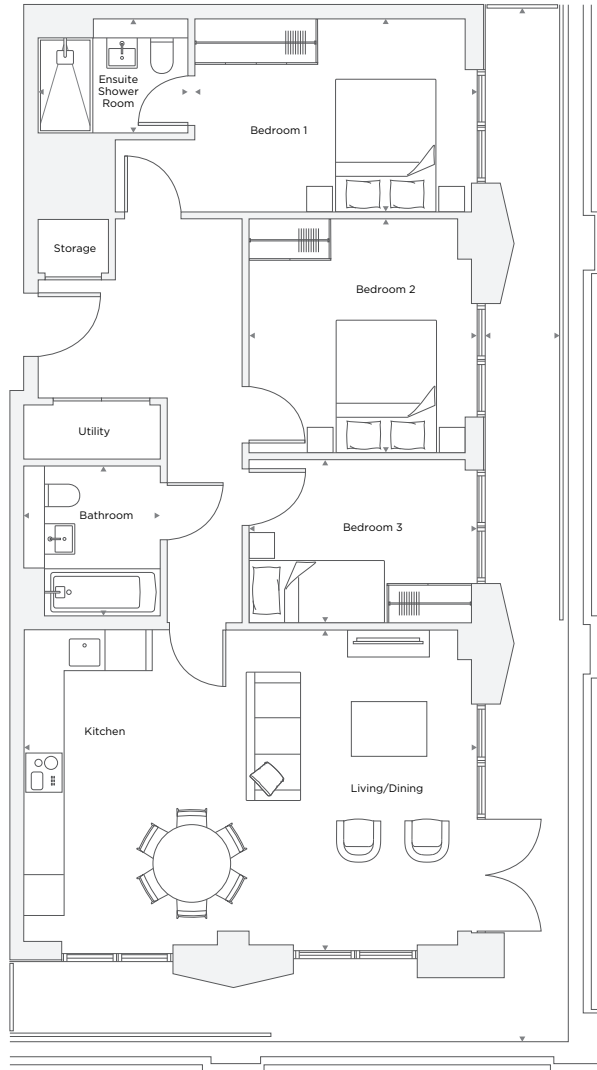 Ensuite
Shower
Room
Bedroom 1
Storage
Bedroom 2
Utility
Bathroom
Bedroom 3
Kitchen
Living/Dining